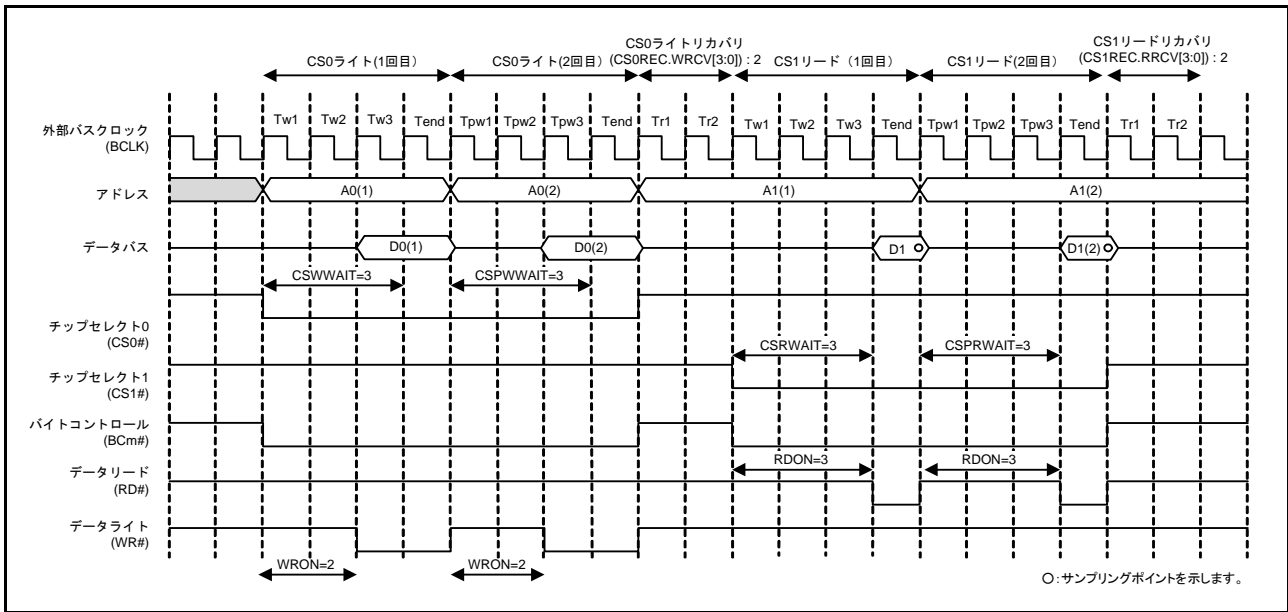 CS0ライト(1回目)
CS0ライト(2回目)
CS0ライトリカバリ
(CS0REC.WRCV[3:0]) : 2
CS1リード（1回目）
CS1リード(2回目)
CS1リードリカバリ
(CS1REC.RRCV[3:0]) : 2
Tw1 Tw2 Tw3 Tend Tpw1 Tpw2 Tpw3 Tend Tr1 Tr2 Tw1 Tw2 Tw3 Tend Tpw1 Tpw2 Tpw3 Tend Tr1 Tr2
外部バスクロック
(BCLK)
アドレス
A0(1) A0(2) A1(1) A1(2)
データバス
D0(1) D0(2) D1 D1(2)
CSWWAIT=3 CSPWWAIT=3
チップセレクト0
(CS0#)
CSRWAIT=3 CSPRWAIT=3
チップセレクト1
(CS1#)
バイトコントロール
(BCm#)
RDON=3 RDON=3
データリード
(RD#)
データライト
(WR#)
WRON=2 WRON=2
○：サンプリングポイントを示します。